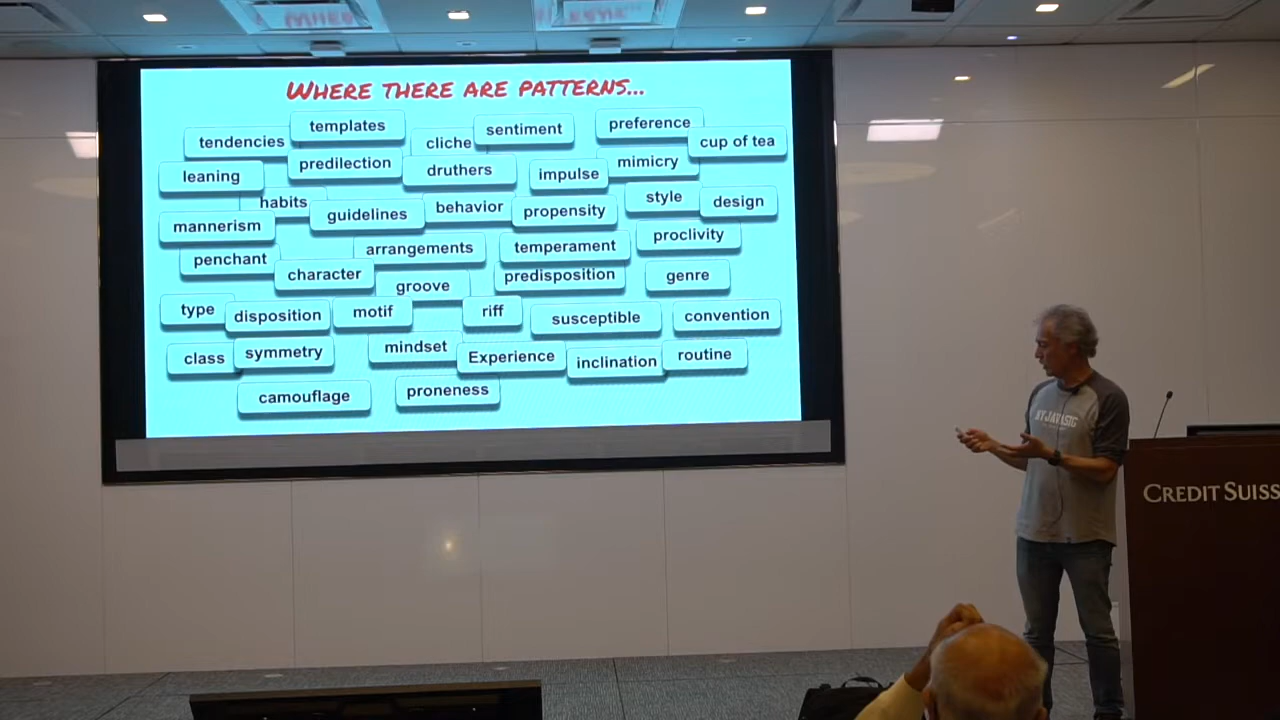 WHERE THERE ARE PATTERNS...
templates
sentiment
preference
tendencies
cliche
cup of tea
predilection
druthers
impulse
mimicry
leaning
habits
guidelines
behavior
propensity
style
design
mannerism
arrangements
temperament
proclivity
penchant
character
groove
predisposition
genre
type
disposition
motif
riff
susceptible
convention
class
symmetry
mindset
Experience
inclination
routine
camouflage
proneness
NYJAVASIG
CREDIT SUISS